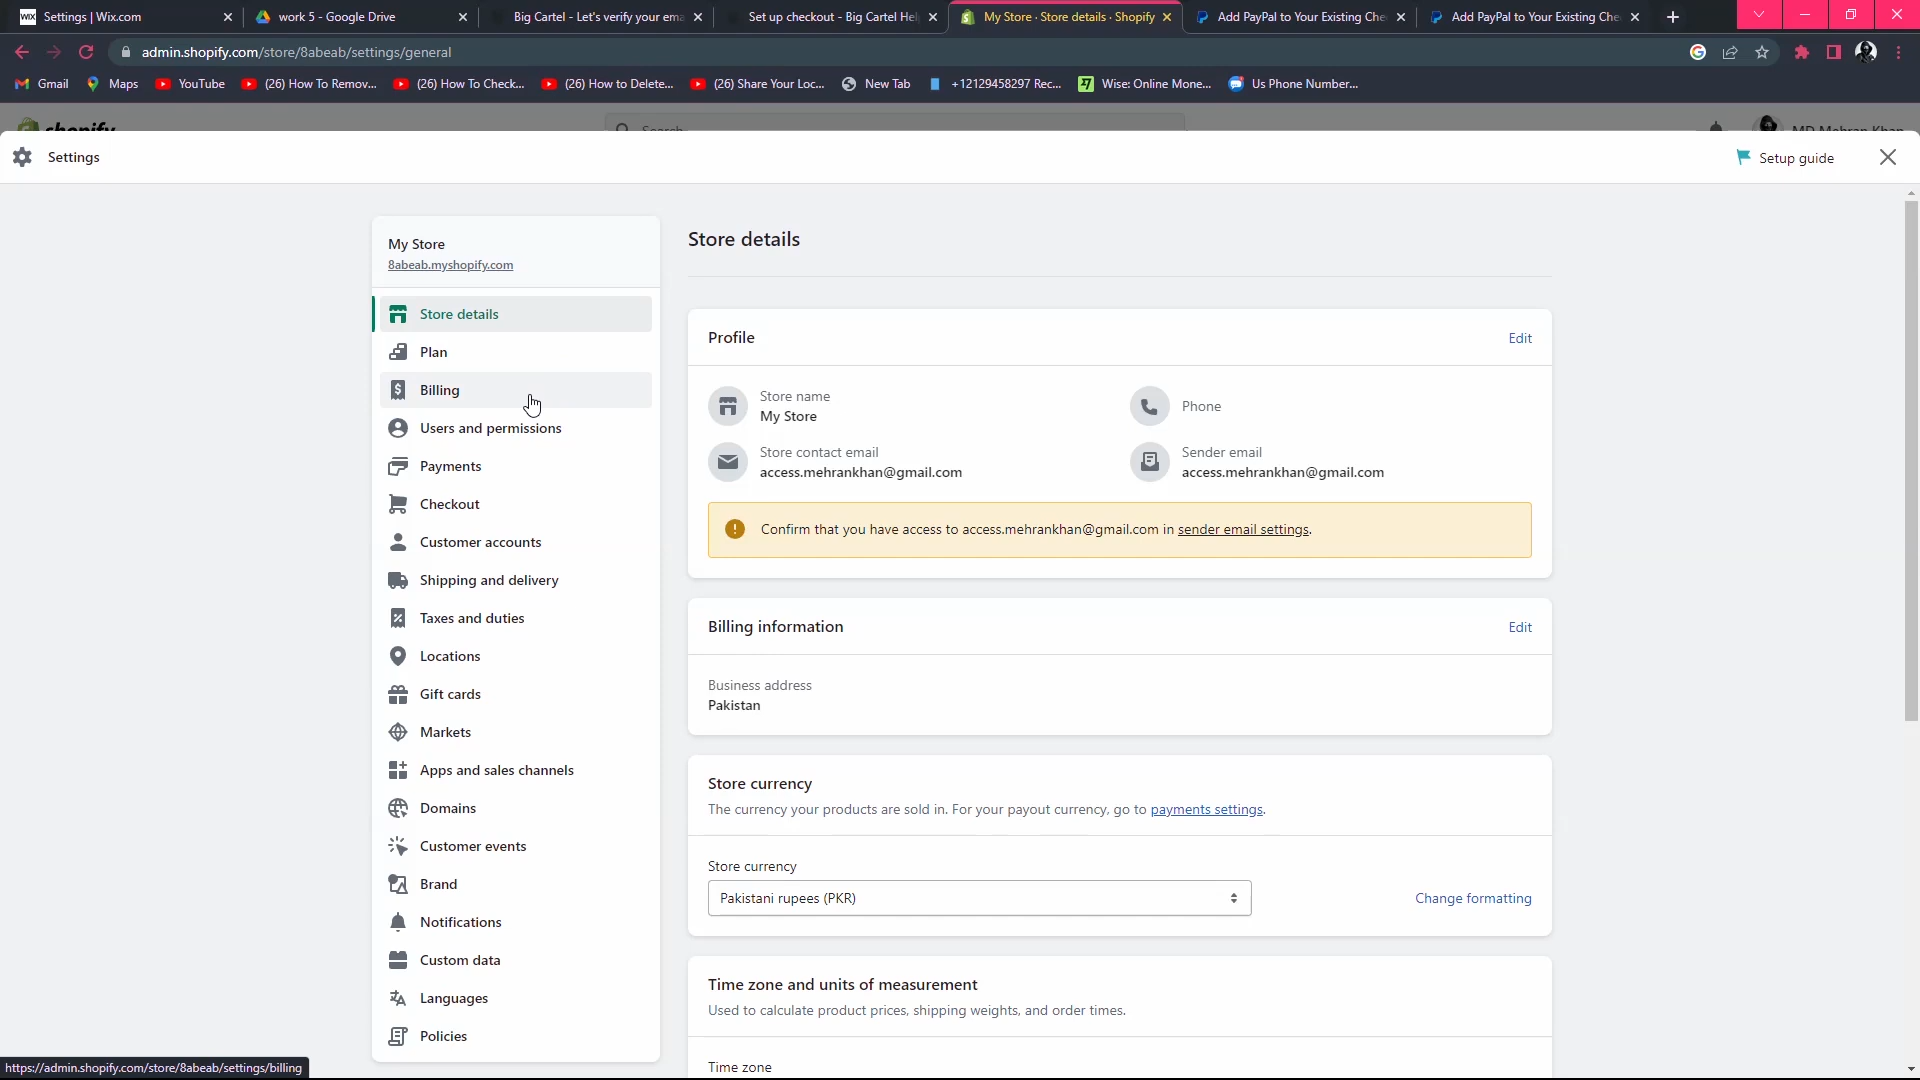 Settings | Wix.com
work 5 - Google Drive
Big Cartel - Let's verify your ema
Set up checkout - Big Cartel Hel
My Store · Store details · Shopify
Add PayPal to Your Existing Che
Add PayPal to Your Existing Che
admin.shopify.com/store/8abeab/settings/general
Gmail
Maps
YouTube
(26) How To Remov...
(26) How To Check...
(26) How to Delete...
(26) Share Your Loc...
New Tab
+12129458297 Rec...
Wise: Online Mone...
Us Phone Number...
shopify
Search
MD Mehran Khan
Settings
Setup guide
My Store
8abeab.myshopify.com
Store details
Plan
Billing
Users and permissions
Payments
Checkout
Customer accounts
Shipping and delivery
Taxes and duties
Locations
Gift cards
Markets
Apps and sales channels
Domains
Customer events
Brand
Notifications
Custom data
Languages
Policies
Store details
Profile
Edit
Store name
My Store
Phone
Store contact email
access.mehrankhan@gmail.com
Sender email
access.mehrankhan@gmail.com
Confirm that you have access to access.mehrankhan@gmail.com in sender email settings.
Billing information
Edit
Business address
Pakistan
Store currency
The currency your products are sold in. For your payout currency, go to payments settings.
Store currency
Pakistani rupees (PKR)
Change formatting
Time zone and units of measurement
Used to calculate product prices, shipping weights, and order times.
Time zone
https://admin.shopify.com/store/8abeab/settings/billing